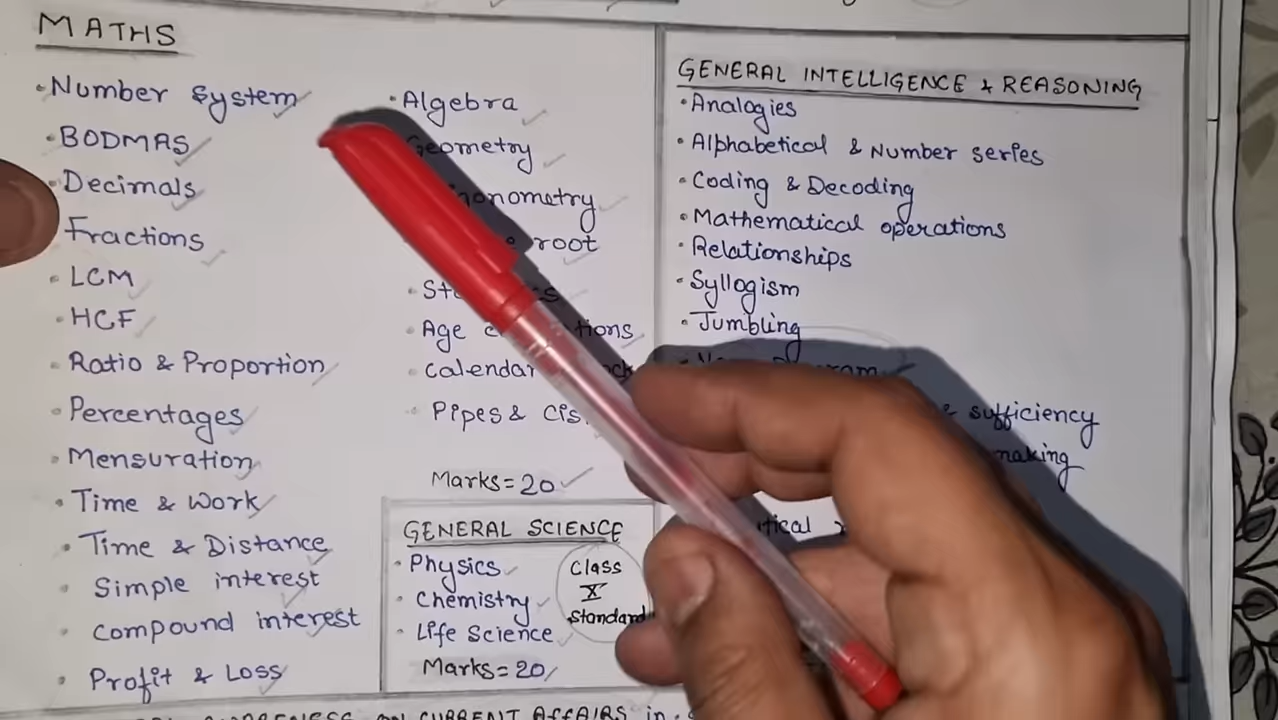 MATHS
• Number System
• BODMAS
• Decimals
Fractions
• LCM
• HCF
• Ratio & Proportion
• Percentages
• Mensuration
• Time & Work
• Time & Distance
• Simple interest
• Compound interest
• Profit & Loss
• Algebra
Geometry
root
• Age
Calendar
Pipes &
Marks = 20
GENERAL SCIENCE
• Physics
• Chemistry
• Life Science
Marks = 20
Class
X
Standard
GENERAL INTELLIGENCE & REASONING
• Analogies
• Alphabetical & Number series
• Coding & Decoding
• Mathematical operations
• Relationships
• Syllogism
• Jumbling
& sufficiency
making
CURRENT AFFAIRS in